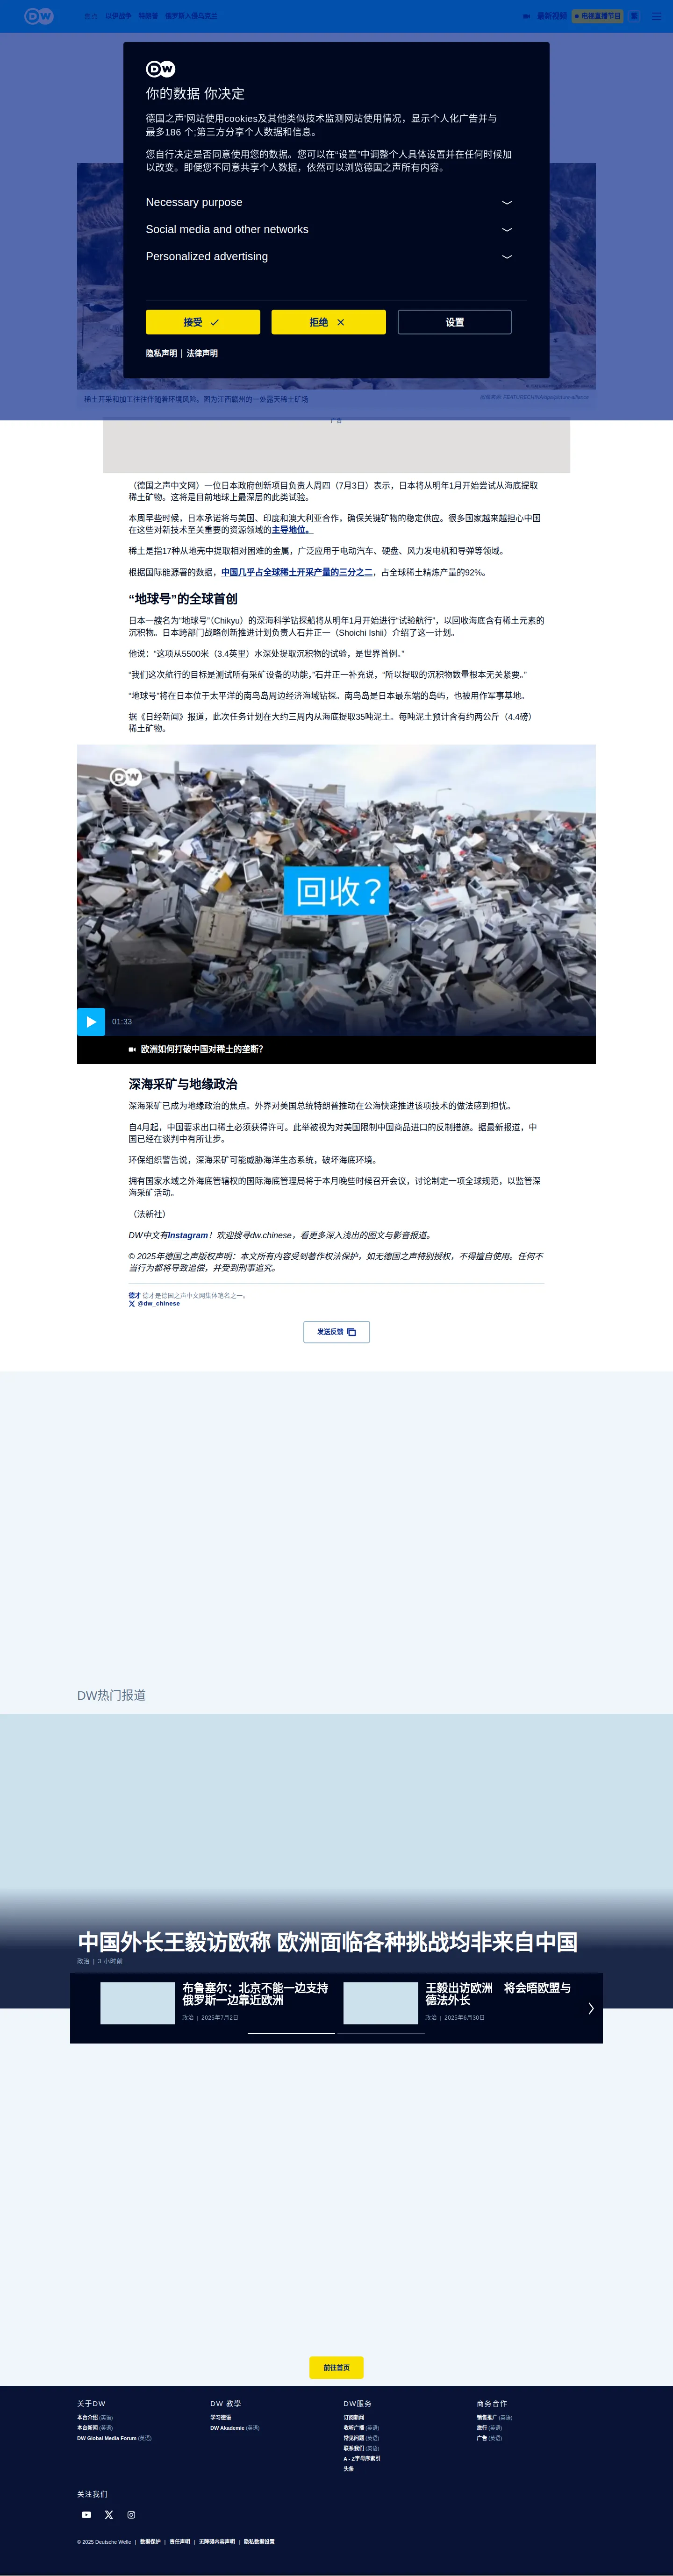 DW
焦点
以伊战争
特朗普
俄罗斯入侵乌克兰
最新视频
电视直播节目
繁
DW
你的数据 你决定
德国之声'网站使用cookies及其他类似技术监测网站使用情况，显示个人化广告并与
最多186 个;第三方分享个人数据和信息。
您自行决定是否同意使用您的数据。您可以在“设置”中调整个人具体设置并在任何时候加
以改变。即便您不同意共享个人数据，依然可以浏览德国之声所有内容。
Necessary purpose
Social media and other networks
Personalized advertising
接受
拒绝
设置
隐私声明 | 法律声明
稀土开采和加工往往伴随着环境风险。图为江西赣州的一处露天稀土矿场
广告
（德国之声中文网）一位日本政府创新项目负责人周四（7月3日）表示，日本将从明年1月开始尝试从海底提取
稀土矿物。这将是目前地球上最深层的此类试验。
本周早些时候，日本承诺将与美国、印度和澳大利亚合作，确保关键矿物的稳定供应。很多国家越来越担心中国
在这些对新技术至关重要的资源领域的主导地位。
稀土是指17种从地壳中提取相对困难的金属，广泛应用于电动汽车、硬盘、风力发电机和导弹等领域。
根据国际能源署的数据，中国几乎占全球稀土开采产量的三分之二，占全球稀土精炼产量的92%。
“地球号”的全球首创
日本一艘名为“地球号”（Chikyu）的深海科学钻探船将从明年1月开始进行“试验航行”，以回收海底含有稀土元素的
沉积物。日本跨部门战略创新推进计划负责人石井正一（Shoichi Ishii）介绍了这一计划。
他说：“这项从5500米（3.4英里）水深处提取沉积物的试验，是世界首例。”
“我们这次航行的目标是测试所有采矿设备的功能，”石井正一补充说，“所以提取的沉积物数量根本无关紧要。”
“地球号”将在日本位于太平洋的南鸟岛周边经济海域钻探。南鸟岛是日本最东端的岛屿，也被用作军事基地。
据《日经新闻》报道，此次任务计划在大约三周内从海底提取35吨泥土。每吨泥土预计含有约两公斤（4.4磅）
稀土矿物。
DW
回收？
01:33
欧洲如何打破中国对稀土的垄断？
深海采矿与地缘政治
深海采矿已成为地缘政治的焦点。外界对美国总统特朗普推动在公海快速推进该项技术的做法感到担忧。
自4月起，中国要求出口稀土必须获得许可。此举被视为对美国限制中国商品进口的反制措施。据最新报道，中
国已经在谈判中有所让步。
环保组织警告说，深海采矿可能威胁海洋生态系统，破坏海底环境。
拥有国家水域之外海底管辖权的国际海底管理局将于本月晚些时候召开会议，讨论制定一项全球规范，以监管深
海采矿活动。
（法新社）
DW中文有Instagram！欢迎搜寻dw.chinese，看更多深入浅出的图文与影音报道。
© 2025年德国之声版权声明：本文所有内容受到著作权法保护，如无德国之声特别授权，不得擅自使用。任何不
当行为都将导致追偿，并受到刑事追究。
德才 德才是德国之声中文网集体笔名之一。
@dw_chinese
发送反馈
DW热门报道
中国外长王毅访欧称 欧洲面临各种挑战均非来自中国
政治 | 3 小时前
布鲁塞尔：北京不能一边支持
俄罗斯一边靠近欧洲
政治 | 2025年7月2日
王毅出访欧洲　将会晤欧盟与
德法外长
政治 | 2025年6月30日
前往首页
关于DW
本台介绍 (英语)
本台新闻 (英语)
DW Global Media Forum (英语)
DW 教學
学习德语
DW Akademie (英语)
DW服务
订阅新闻
收听广播 (英语)
常见问题 (英语)
联系我们 (英语)
A - Z字母序索引
头条
商务合作
销售推广 (英语)
旅行 (英语)
广告 (英语)
关注我们
© 2025 Deutsche Welle | 数据保护 | 责任声明 | 无障碍内容声明 | 隐私数据设置